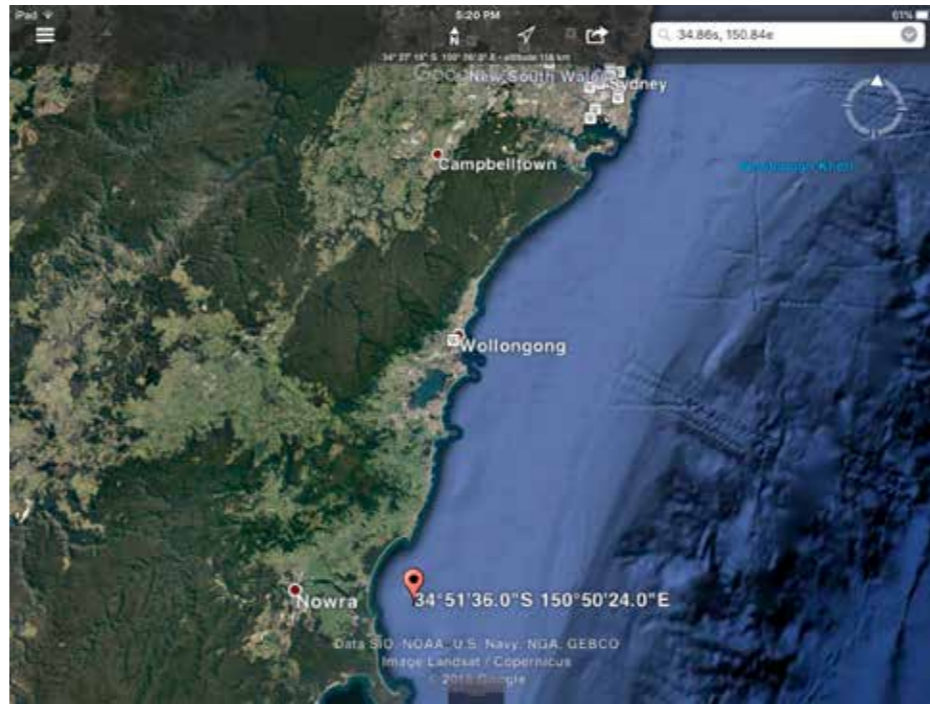 iPad
5:20 PM
61%
N
34.86s, 150.84e
New South Wales
Sydney
Campbelltown
Wollongong
34°51'36.0"S 150°50'24.0"E
Nowra
Data SIO, NOAA, U.S. Navy, NGA, GEBCO
Image Landsat / Copernicus
Google